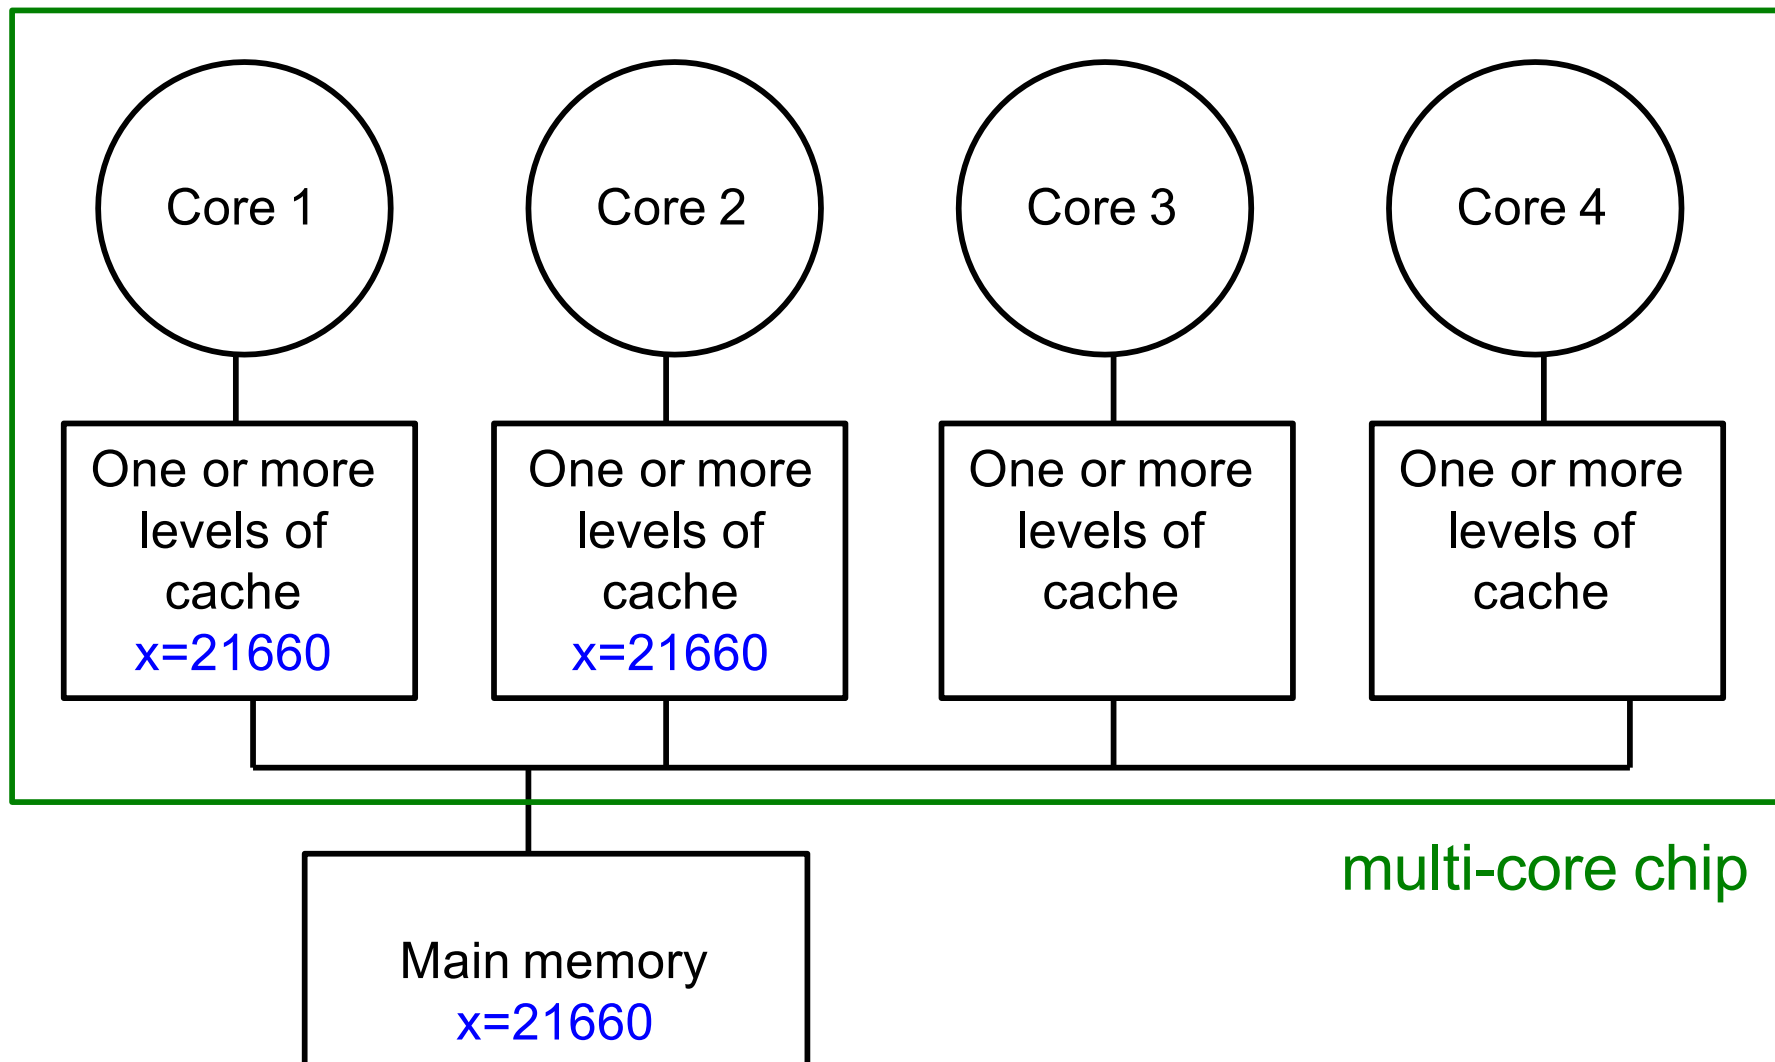 Core 1
Core 2
Core 3
Core 4
One or more
levels of
cache
x=21660
One or more
levels of
cache
x=21660
One or more
levels of
cache
One or more
levels of
cache
multi-core chip
Main memory
x=21660